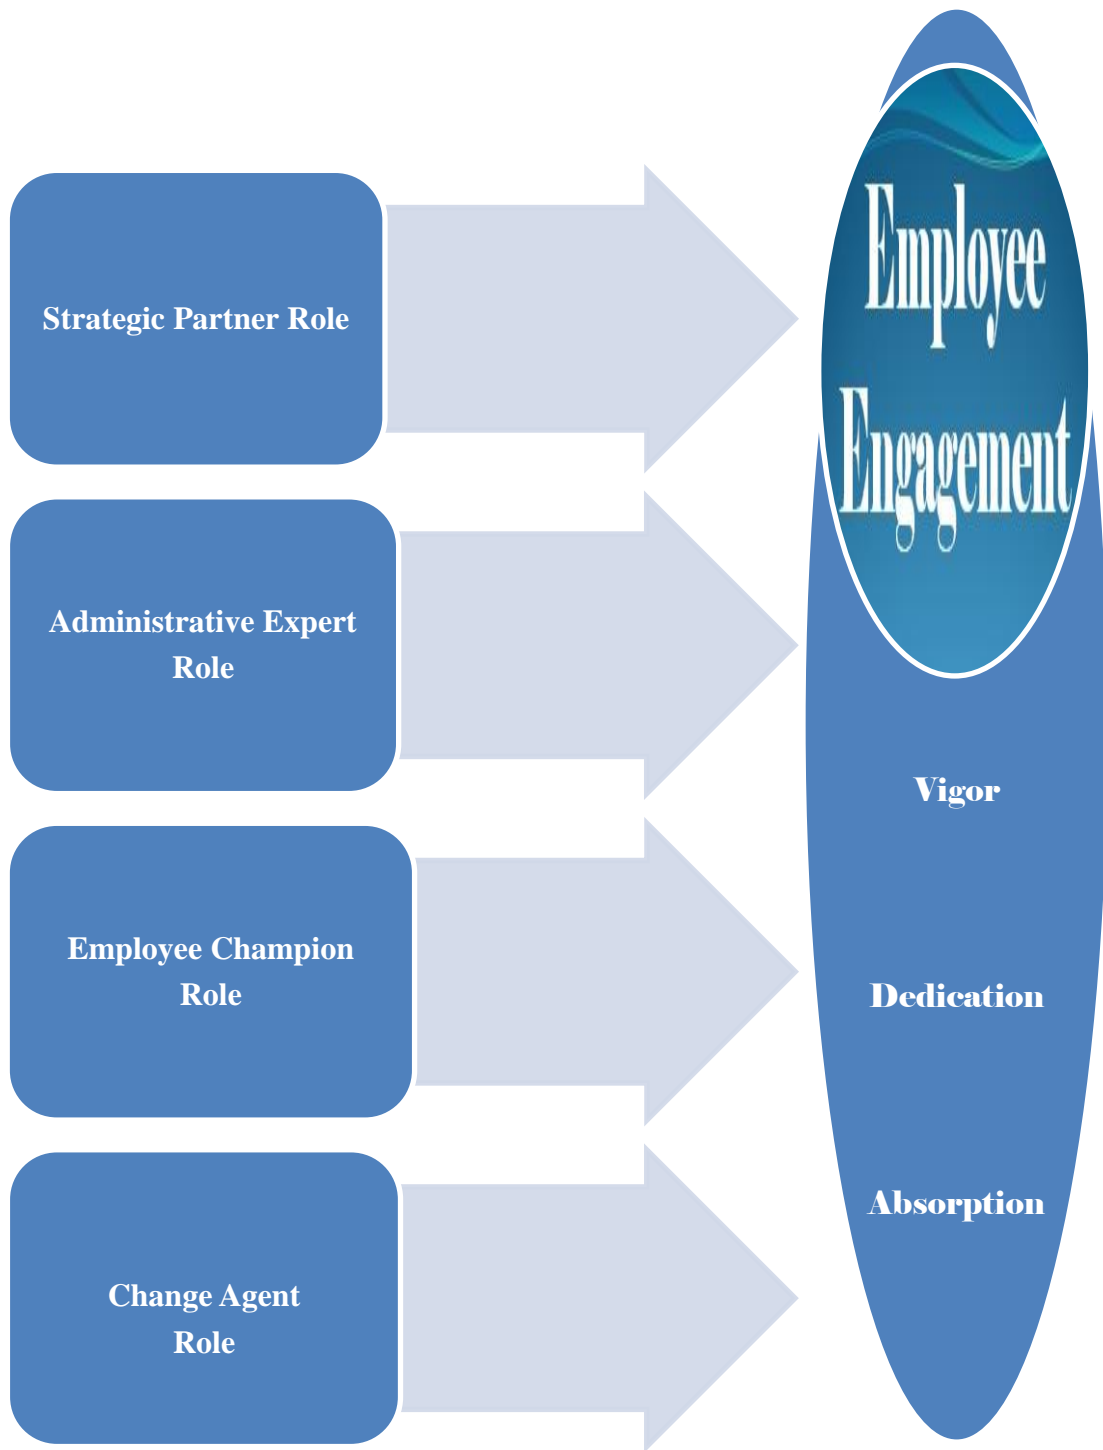 Strategic Partner Role
Administrative Expert
Role
Employee Champion
Role
Change Agent
Role
Employee
Engagement
Vigor
Dedication
Absorption